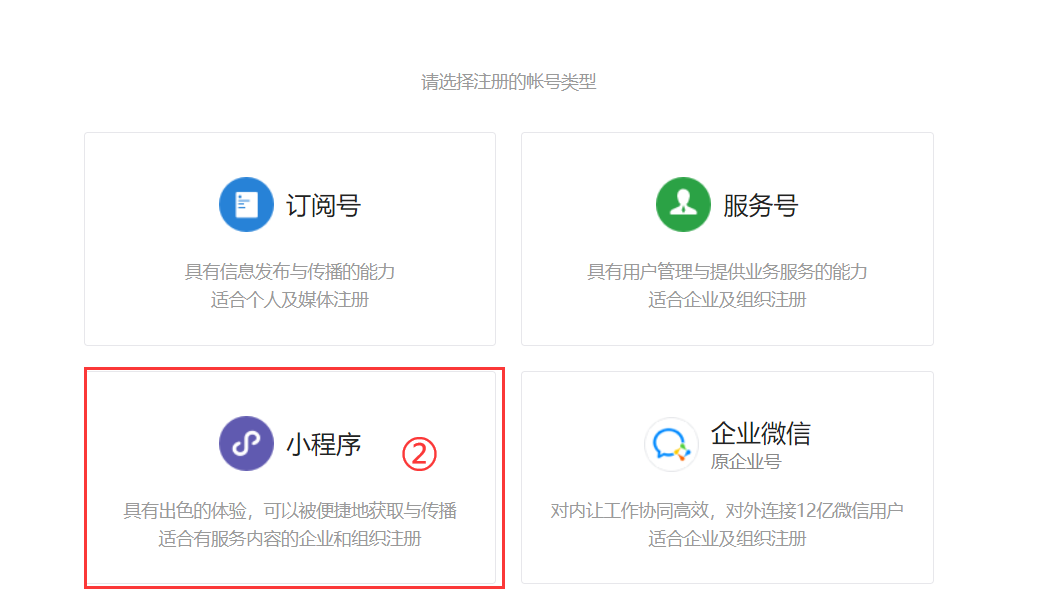 请选择注册的帐号类型
订阅号
具有信息发布与传播的能力
适合个人及媒体注册
服务号
具有用户管理与提供业务服务的能力
适合企业及组织注册
小程序
②
具有出色的体验，可以被便捷地获取与传播
适合有服务内容的企业和组织注册
企业微信
原企业号
对内让工作协同高效，对外连接12亿微信用户
适合企业及组织注册